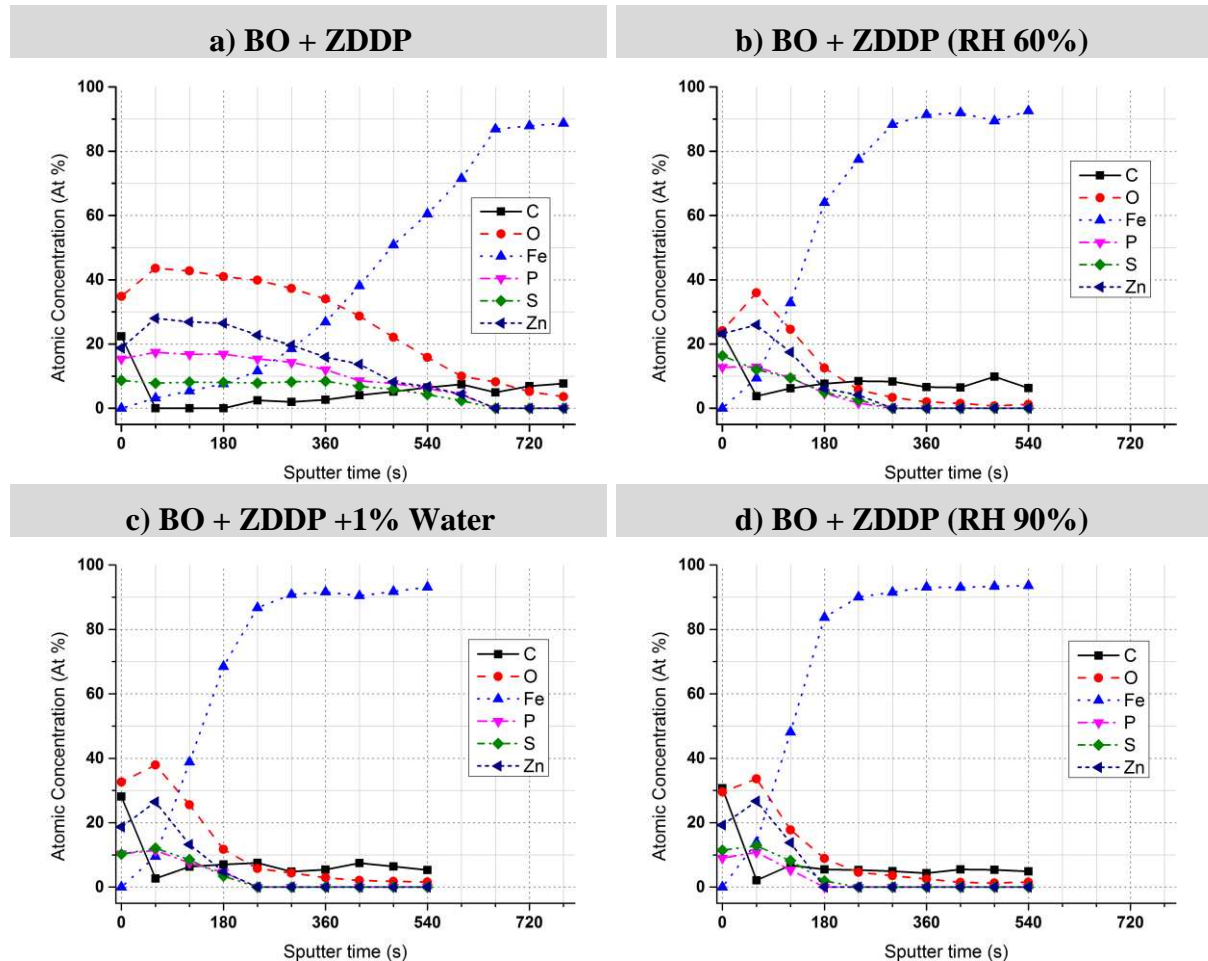 a) BO + ZDDP
b) BO + ZDDP (RH 60%)
100
80
60
40
20
0
Atomic Concentration (At %)
C
O
Fe
P
S
Zn
0 180 360 540 720
Sputter time (s)
100
80
60
40
20
0
Atomic Concentration (At %)
C
O
Fe
P
S
Zn
0 180 360 540 720
Sputter time (s)
c) BO + ZDDP +1% Water
d) BO + ZDDP (RH 90%)
100
80
60
40
20
0
Atomic Concentration (At %)
C
O
Fe
P
S
Zn
0 180 360 540 720
Sputter time (s)
100
80
60
40
20
0
Atomic Concentration (At %)
C
O
Fe
P
S
Zn
0 180 360 540 720
Sputter time (s)